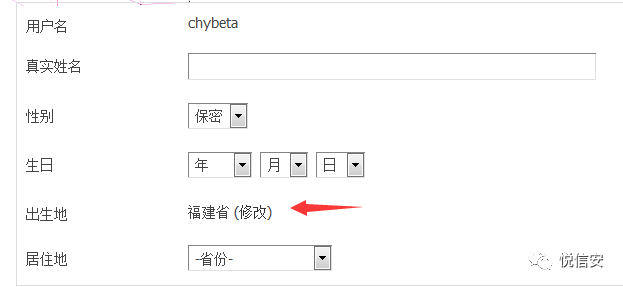 用户名 chybeta
真实姓名
性别 保密
生日 年 月 日
出生地 福建省 (修改)
居住地 -省份-
悦信安